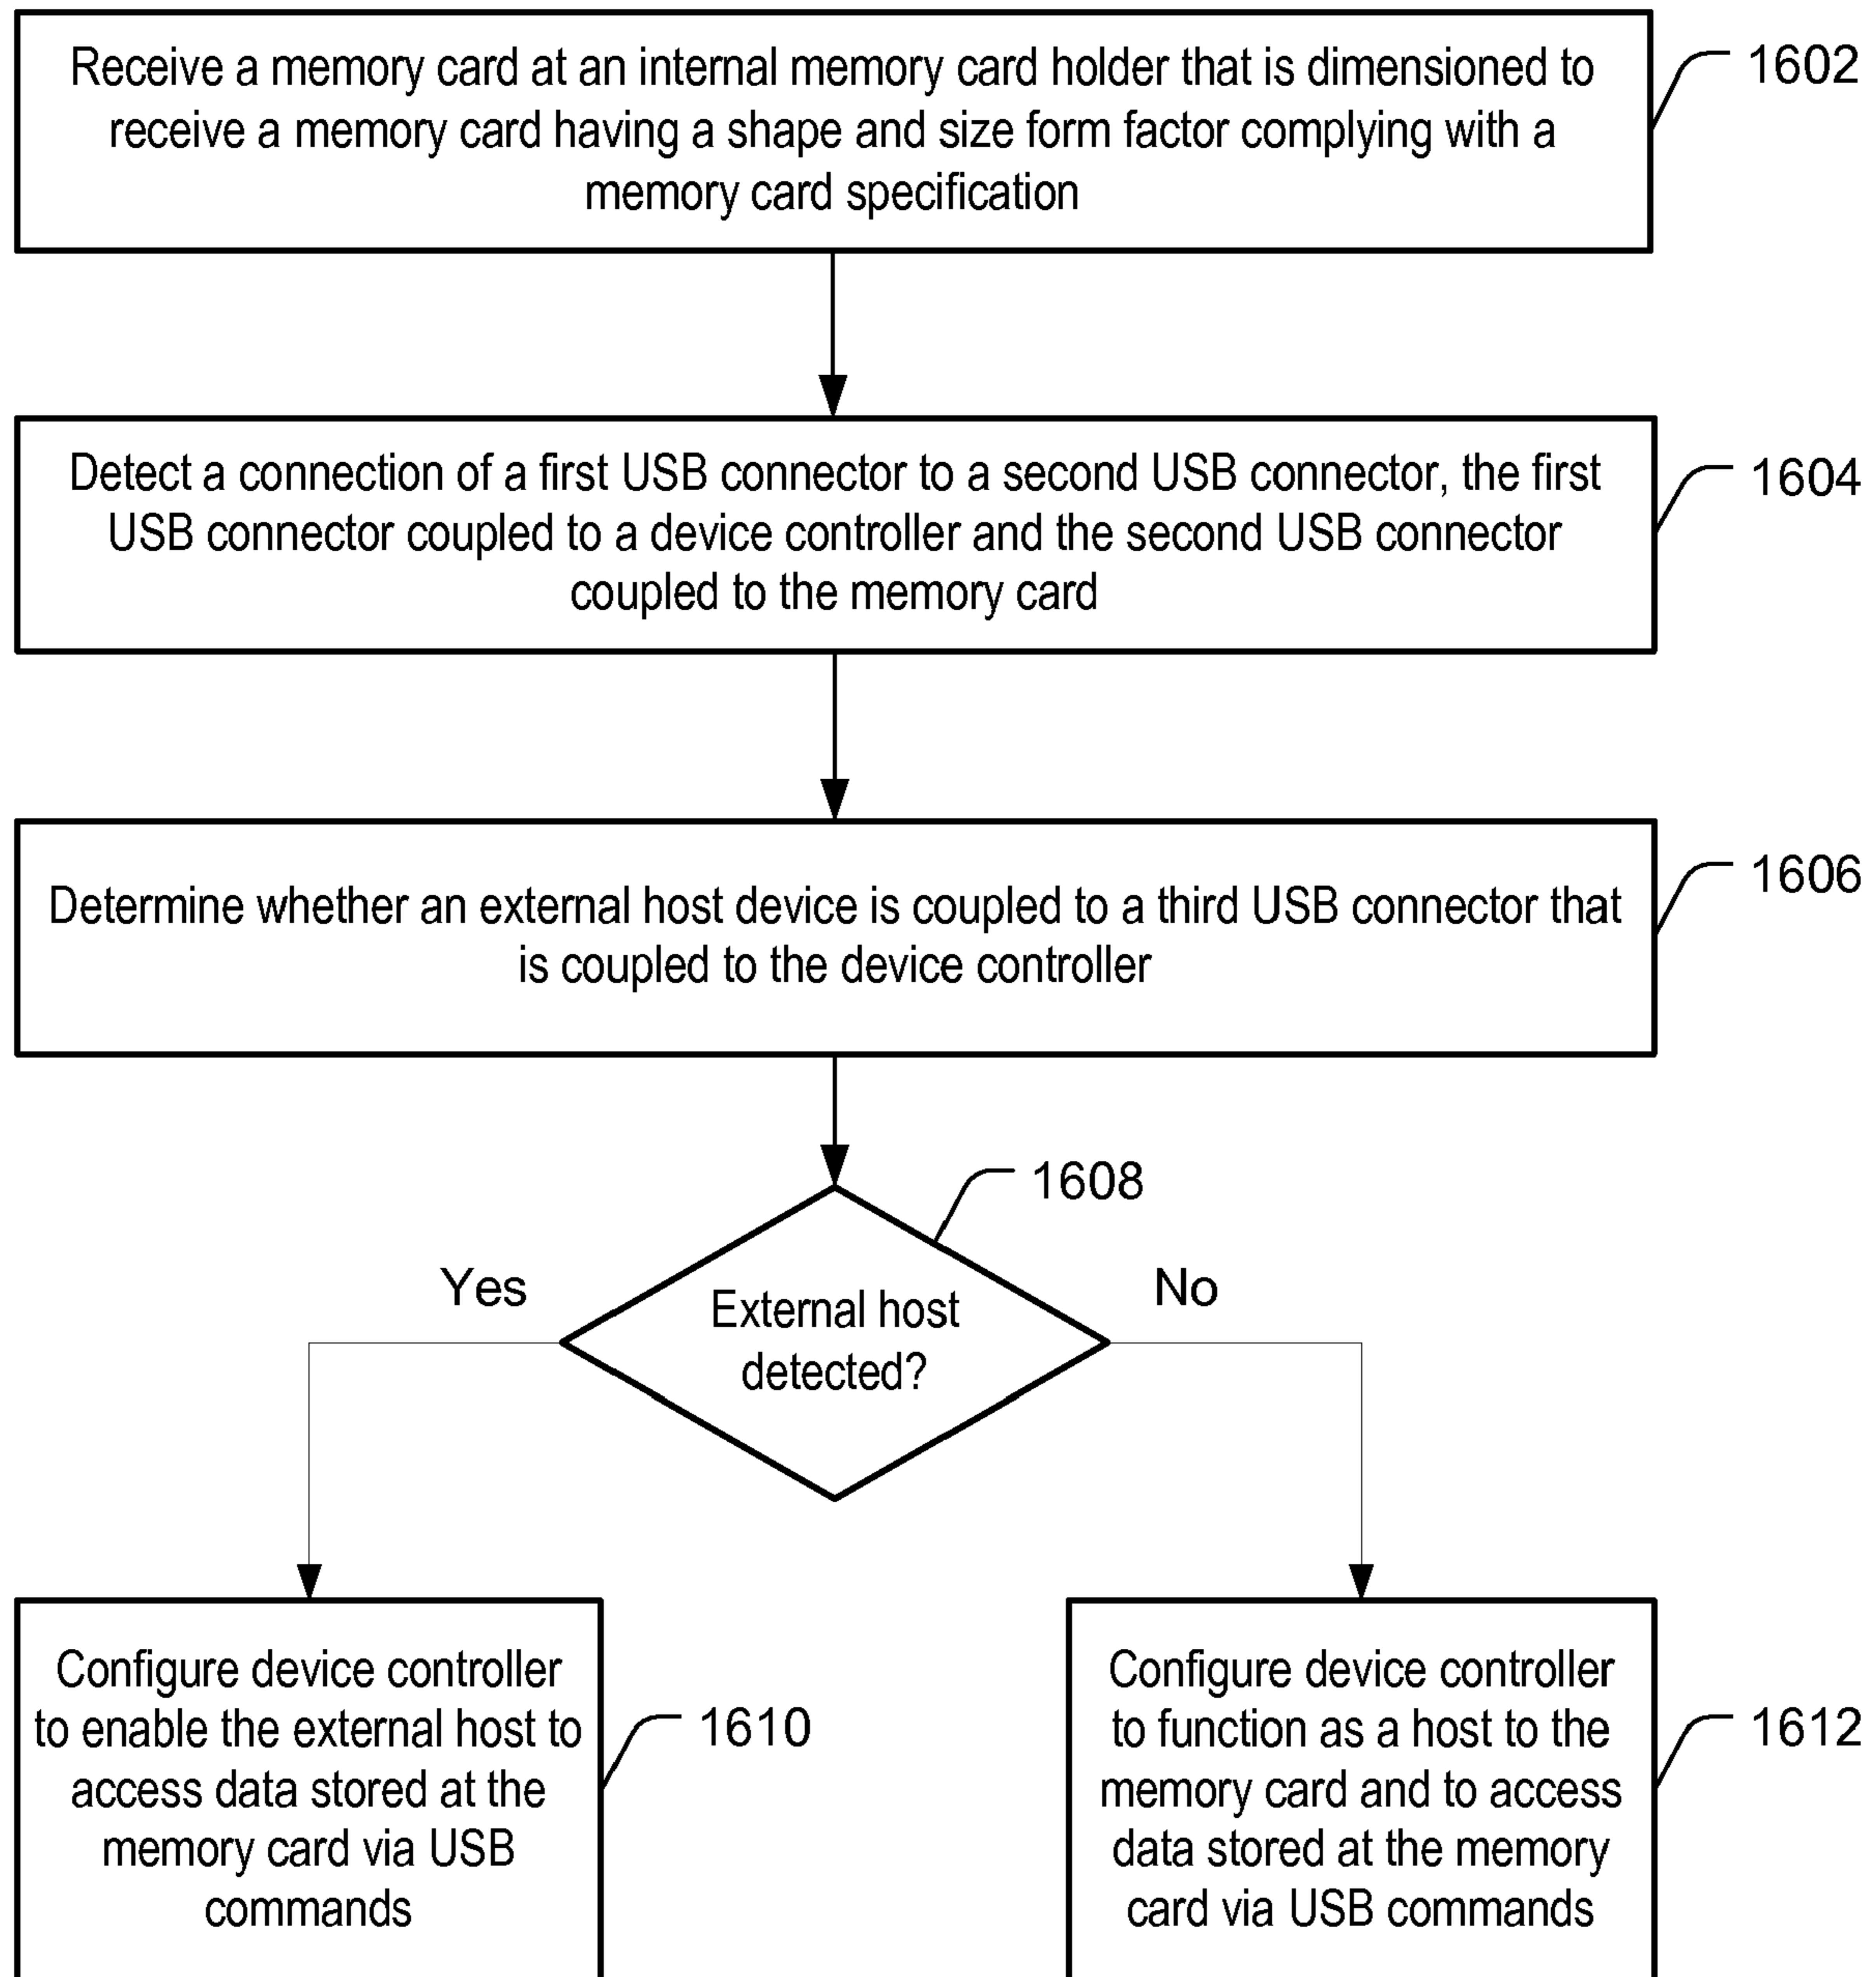 Receive a memory card at an internal memory card holder that is dimensioned to
receive a memory card having a shape and size form factor complying with a
memory card specification
1602
Detect a connection of a first USB connector to a second USB connector, the first
USB connector coupled to a device controller and the second USB connector
coupled to the memory card
1604
Determine whether an external host device is coupled to a third USB connector that
is coupled to the device controller
1606
1608
Yes
No
External host
detected?
Configure device controller
to enable the external host to
access data stored at the
memory card via USB
commands
1610
Configure device controller
to function as a host to the
memory card and to access
data stored at the memory
card via USB commands
1612